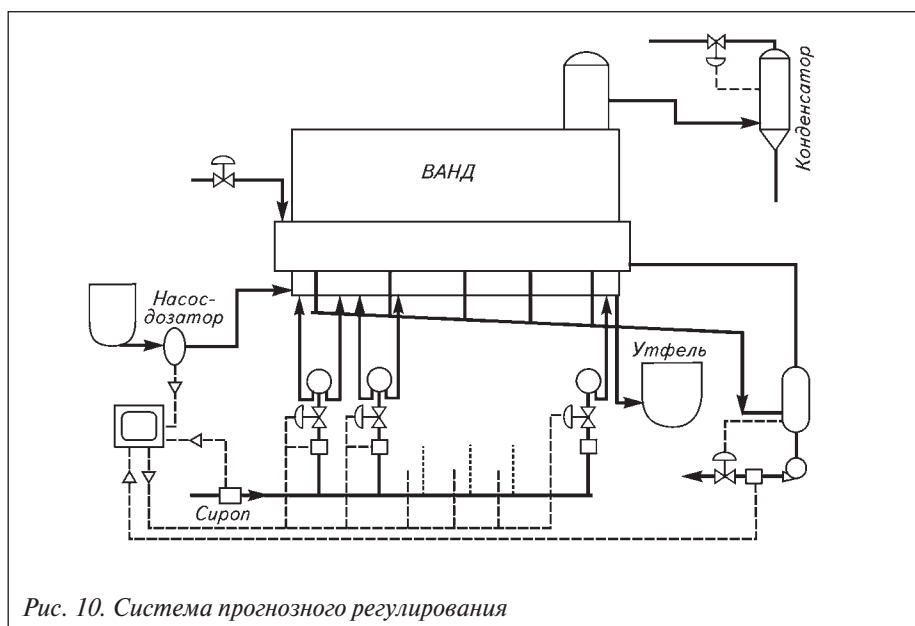 Конденсатор
ВАНД
Насос-
дозатор
Утфель
Сироп
Рис. 10. Система прогнозного регулирования